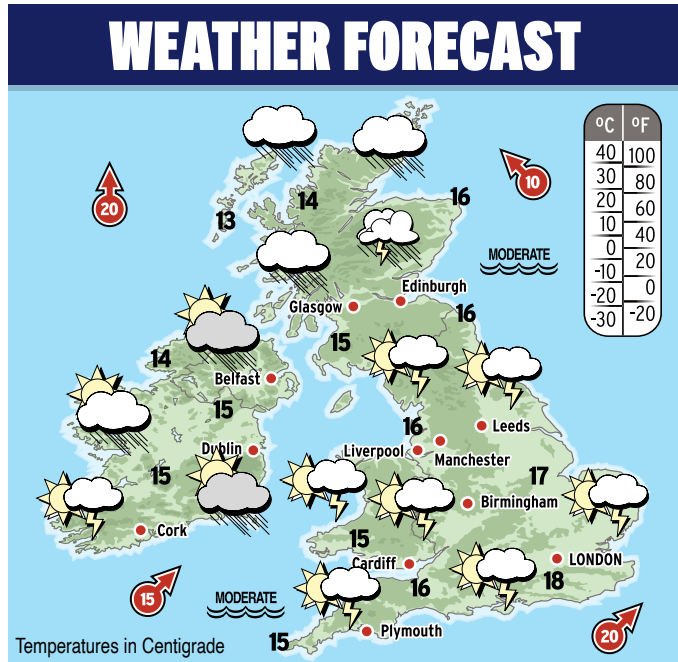 WEATHER FORECAST
°C °F
40 100
30 80
20 60
10 40
0 20
-10 0
-20 -20
-30
20
10
14
16
13
MODERATE
Edinburgh
Glasgow
16
15
14
Belfast
15
16
Leeds
Dublin
Liverpool
Manchester
15
17
Birmingham
Cork
15
Cardiff
LONDON
18
16
15
MODERATE
20
Plymouth
15
Temperatures in Centigrade